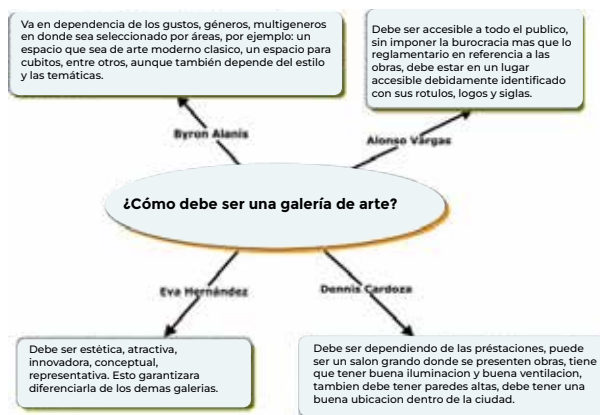 Va en dependencia de los gustos, géneros, multigeneros
en donde sea seleccionado por áreas, por ejemplo: un
espacio que sea de arte moderno clasico, un espacio para
cubitos, entre otros, aunque también depende del estilo
y las temáticas.
Debe ser accesible a todo el publico,
sin imponer la burocracia mas que lo
reglamentario en referencia a las
obras, debe estar en un lugar
accesible debidamente identificado
con sus rotulos, logos y siglas.
Byron Alanis
Alonso Vargas
¿Cómo debe ser una galería de arte?
Eva Hernández
Dennis Cardoza
Debe ser estética, atractiva,
innovadora, conceptual,
representativa. Esto garantizara
diferenciarla de los demas galerias.
Debe ser dependiendo de las préstaciones, puede
ser un salon grando donde se presenten obras, tiene
que tener buena iluminacion y buena ventilacion,
tambien debe tener paredes altas, debe tener una
buena ubicacion dentro de la ciudad.